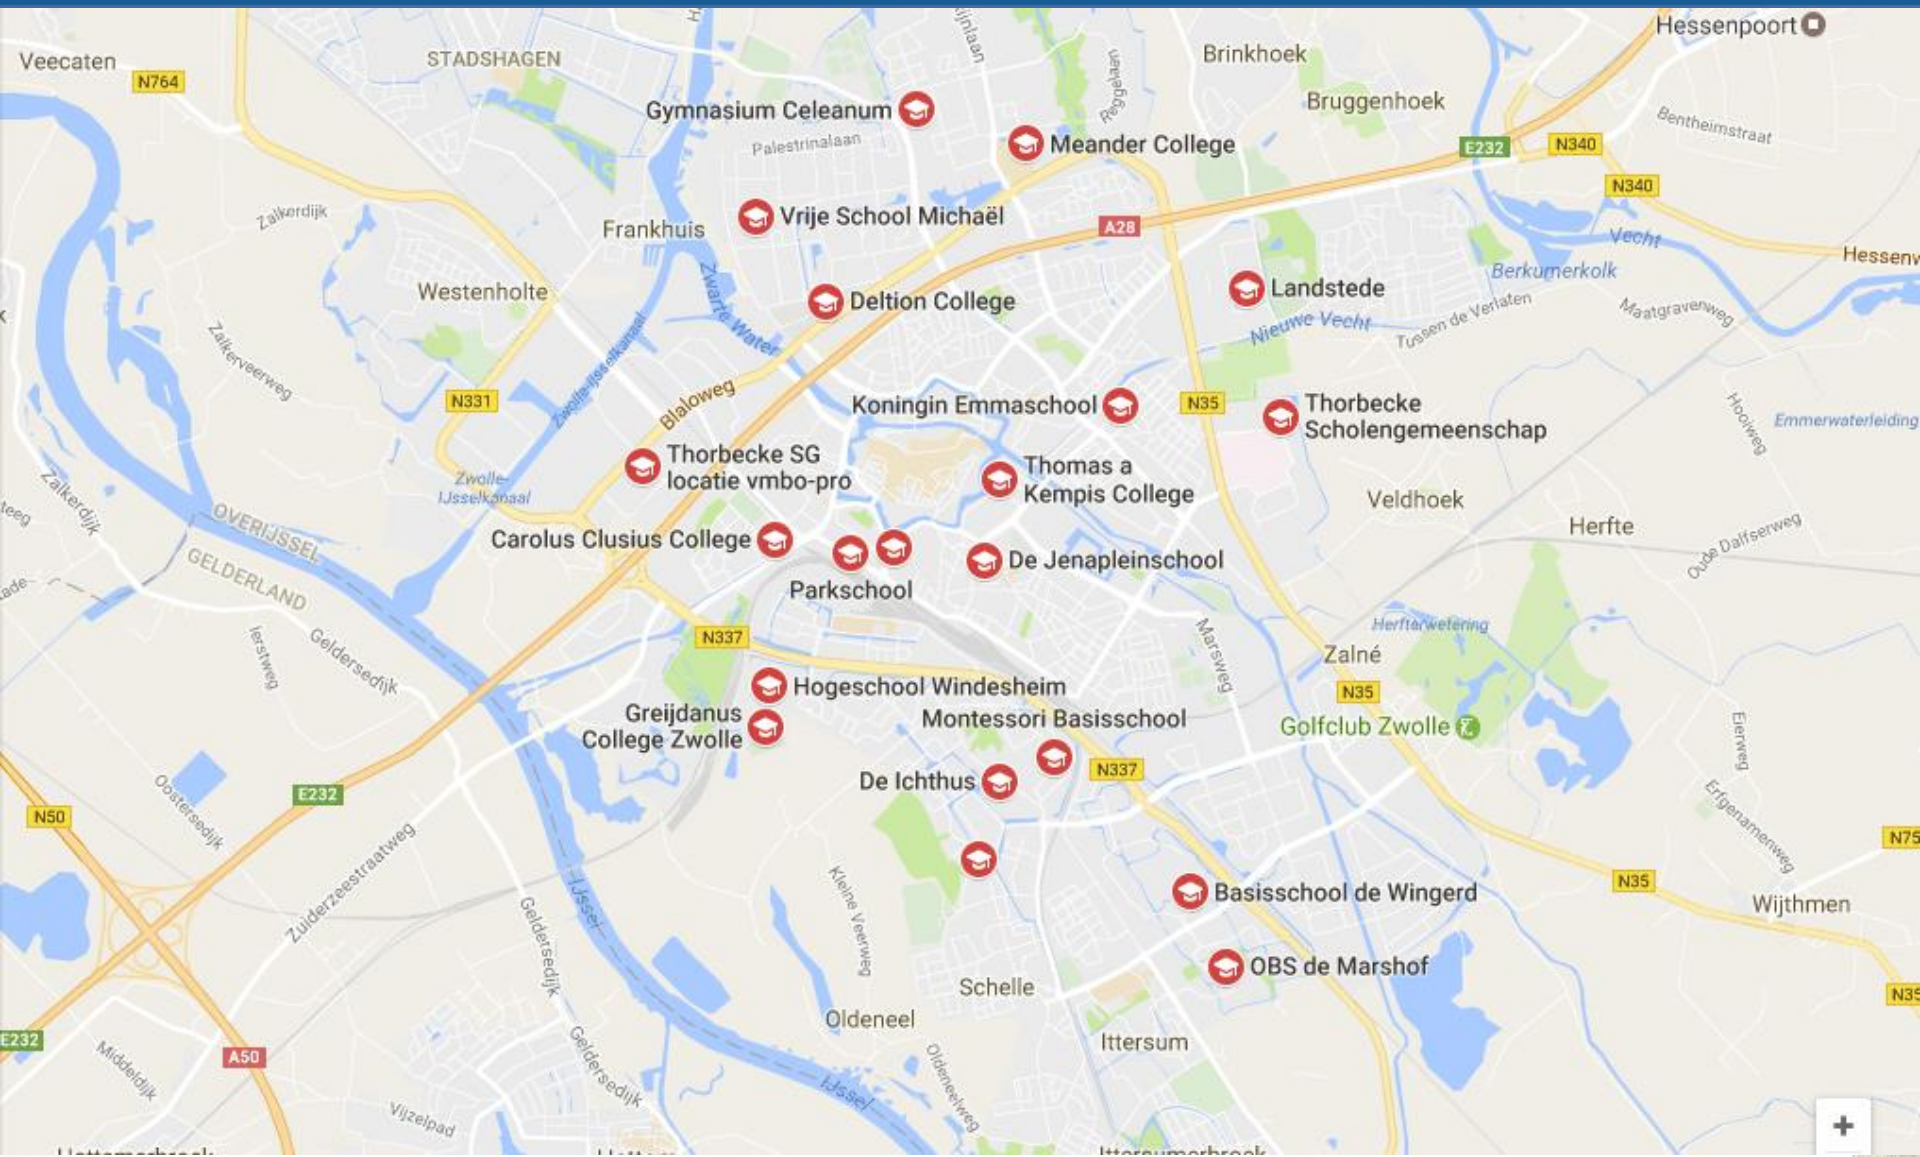 Hessenpoort
Veecaten
STADSHAGEN
Brinkhoek
N764
Bruggenhoek
Gymnasium Celeanum
Palestrinalaan
Meander College
Bentheimstraat
E232
N340
N340
Zalkerdijk
Vrije School Michaël
Frankhuis
A28
Vecht
Hessenw
Berkumerkolk
Westenholte
Landstede
Deltion College
Zwarte Water
Nieuwe Vecht
Tussen de Verlaten
Maatgravenweg
Zalkerveerweg
Zwolle-IJsselkanaal
N331
Blaloweg
Koningin Emmaschool
N35
Thorbecke
Scholengemeenschap
Hooiweg
Emmerwaterleiding
Thorbecke SG
locatie vmbo-pro
Thomas a
Kempis College
Zwolle-
IJsselkanaal
Zalkerdijk
Veldhoek
Herfte
Oude Dalfserweg
teeg
OVERIJSSEL
GELDERLAND
Carolus Clusius College
De Jenapleinschool
Parkschool
ade
Geldersedijk
N337
Herfterwetering
Marsweg
Zalné
N35
Hogeschool Windesheim
Greijdanus
College Zwolle
Montessori Basisschool
Golfclub Zwolle
Eierweg
De Ichthus
N337
E232
N50
Oostersedijk
Erfgenamenweg
N75
Zuiderzeestraatweg
Kleine Veerweg
IJssel
Geldersedijk
Basisschool de Wingerd
N35
Wijthmen
OBS de Marshof
Schelle
N35
Oldeneel
Ittersum
E232
A50
Middeldijk
Geldersedijk
Oldeneelweg
IJssel
Vijzelpad
Ittersumerbroek
+